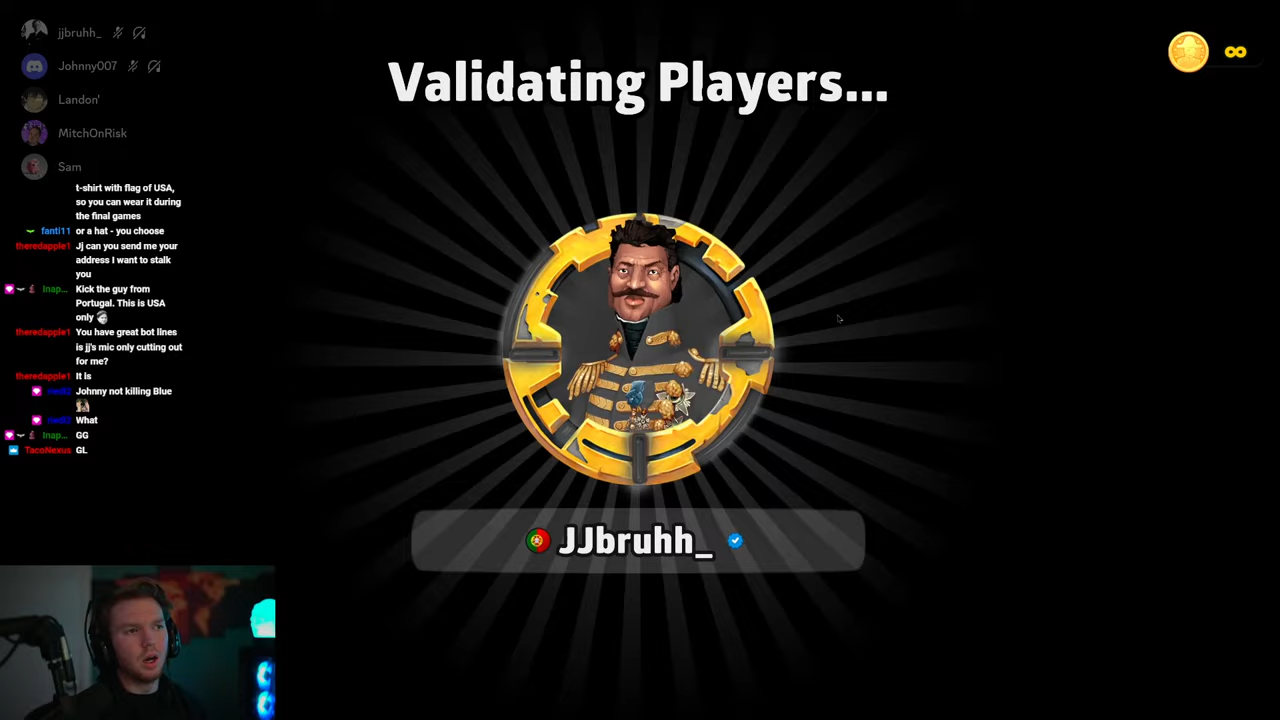 jjbruhh_
Validating Players...
Johnny007
Landon'
MitchOnRisk
Sam
t-shirt with flag of USA,
so you can wear it during
the final games
fanti11 or a hat - you choose
theredapple1 Jj can you send me your
address I want to stalk
you
Inap... Kick the guy from
Portugal. This is USA
only
theredapple1 You have great bot lines
is jj's mic only cutting out
for me?
theredapple1 It Is
Johnny not killing Blue
What
Inap... GG
TacoNexus GL
JJbruhh_